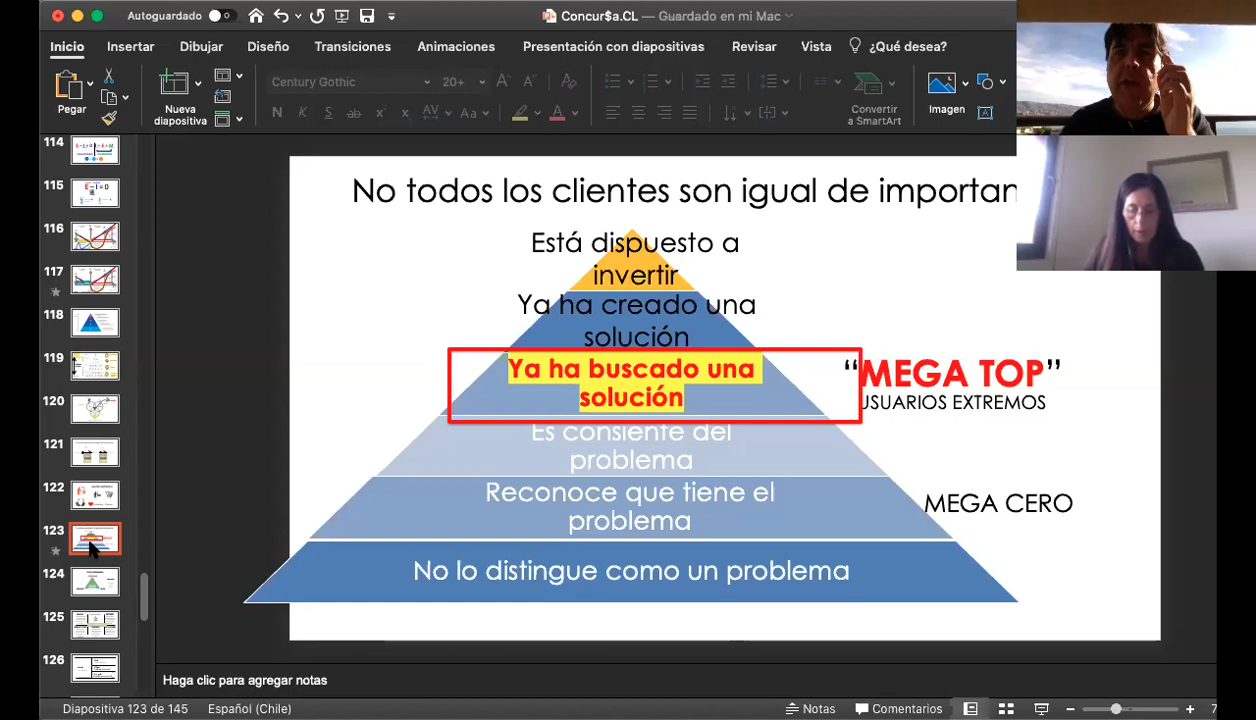 Autoguardado
Concur$a.CL — Guardado en mi Mac
Inicio Insertar Dibujar Diseño Transiciones Animaciones Presentación con diapositivas Revisar Vista ¿Qué desea?
Pegar
Nueva
diapositiva
Century Gothic 20+
N K S ab x x AV Aa A
Convertir
a SmartArt
Imagen
114
115
116
117
118
119
120
121
122
123
124
125
126
No todos los clientes son igual de importan
Está dispuesto a
invertir
Ya ha creado una
solución
Ya ha buscado una
solución
“MEGA TOP”
USUARIOS EXTREMOS
Es consiente del
problema
Reconoce que tiene el
problema
MEGA CERO
No lo distingue como un problema
Haga clic para agregar notas
Diapositiva 123 de 145 Español (Chile) Notas Comentarios 7